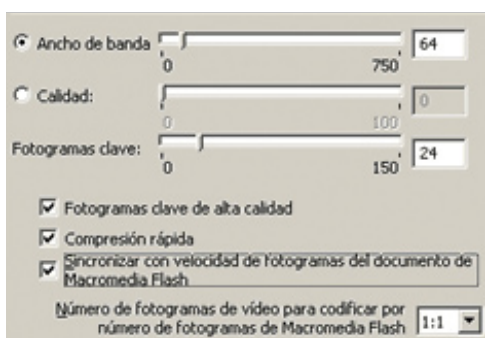 Ancho de banda 64
0 750
Calidad: 0
0 100
Fotogramas clave: 24
0 150
Fotogramas clave de alta calidad
Compresión rápida
Sincronizar con velocidad de fotogramas del documento de
Macromedia Flash
Número de fotogramas de vídeo para codificar por
número de fotogramas de Macromedia Flash 1:1